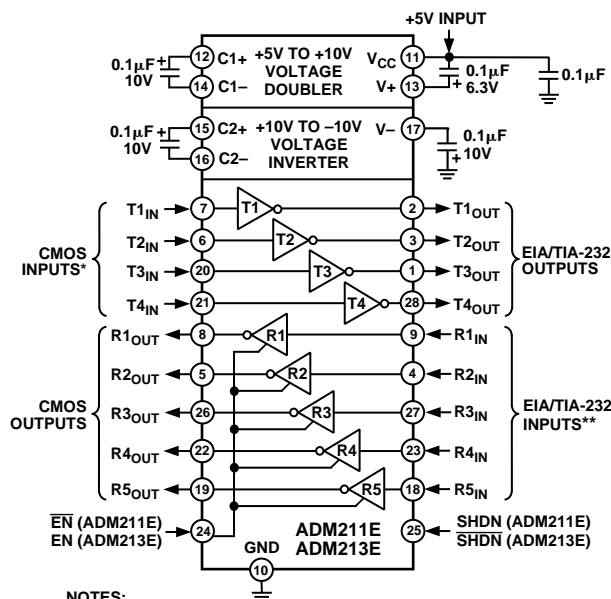 +5V INPUT
0.1µF
10V
+
12
C1+
+5V TO +10V
VOLTAGE
DOUBLER
VCC
11
14
C1–
V+
13
0.1µF
6.3V
+
0.1µF
0.1µF
10V
+
15
C2+
+10V TO –10V
VOLTAGE
INVERTER
V–
17
16
C2–
0.1µF
10V
+
CMOS
INPUTS*
T1IN
7
T1
2
T1OUT
T2IN
6
T2
3
T2OUT
T3IN
20
T3
1
T3OUT
T4IN
21
T4
28
T4OUT
EIA/TIA-232
OUTPUTS
CMOS
OUTPUTS
R1OUT
8
R1
9
R1IN
R2OUT
5
R2
4
R2IN
R3OUT
26
R3
27
R3IN
R4OUT
22
R4
23
R4IN
R5OUT
19
R5
18
R5IN
EIA/TIA-232
INPUTS**
E̅N̅ (ADM211E)
EN (ADM213E)
24
GND
10
ADM211E
ADM213E
25
SHDN (ADM211E)
S̅H̅D̅N̅ (ADM213E)
NOTES: